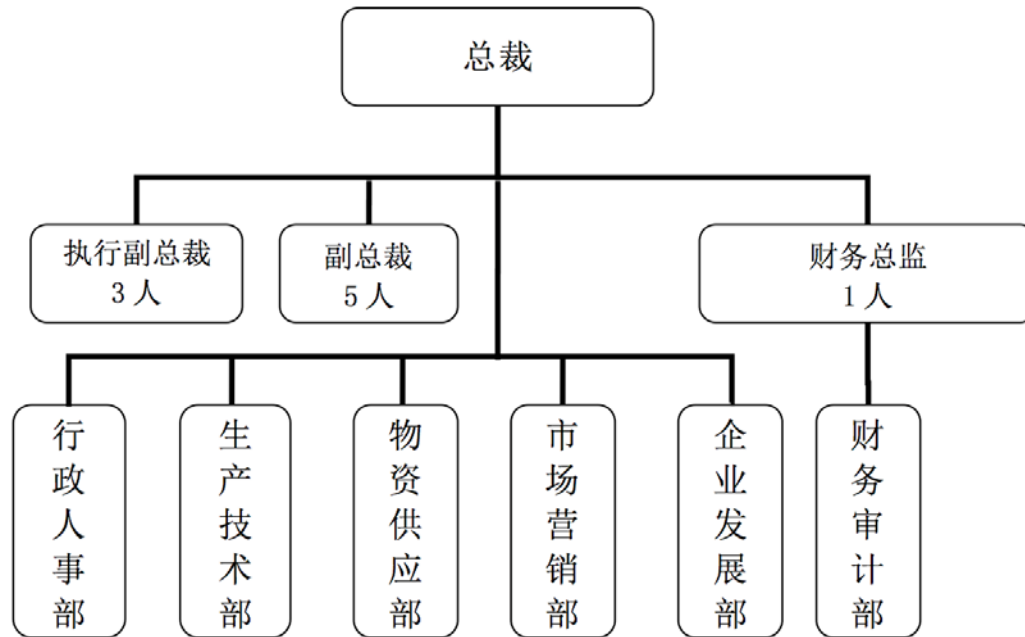 总裁
执行副总裁
3 人
副总裁
5 人
财务总监
1 人
行政人事部
生产技术部
物资供应部
市场营销部
企业发展部
财务审计部